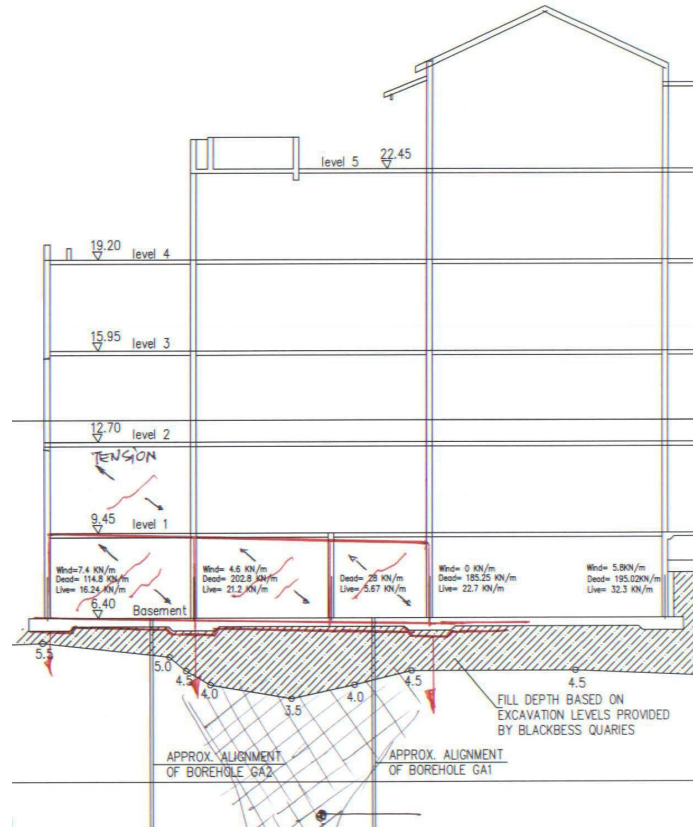 level 5
22.45
19.20
level 4
15.95
level 3
12.70
level 2
TENSION
9.45
level 1
Wind=7.4 KN/m
Dead= 114.8 KN/m
Live= 16.24 KN/m
Wind= 4.6 KN/m
Dead= 202.8 KN/m
Live= 21.2 KN/m
Dead= 28 KN/m
Live= 5.67 KN/m
Wind= 0 KN/m
Dead= 185.25 KN/m
Live= 22.7 KN/m
Wind= 5.8KN/m
Dead= 195.02KN/m
Live= 32.3 KN/m
6.40
Basement
5.5
5.0
4.5
4.0
3.5
4.0
4.5
4.5
FILL DEPTH BASED ON
EXCAVATION LEVELS PROVIDED
BY BLACKBESS QUARIES
APPROX. ALIGNMENT
OF BOREHOLE GA2
APPROX. ALIGNMENT
OF BOREHOLE GA1